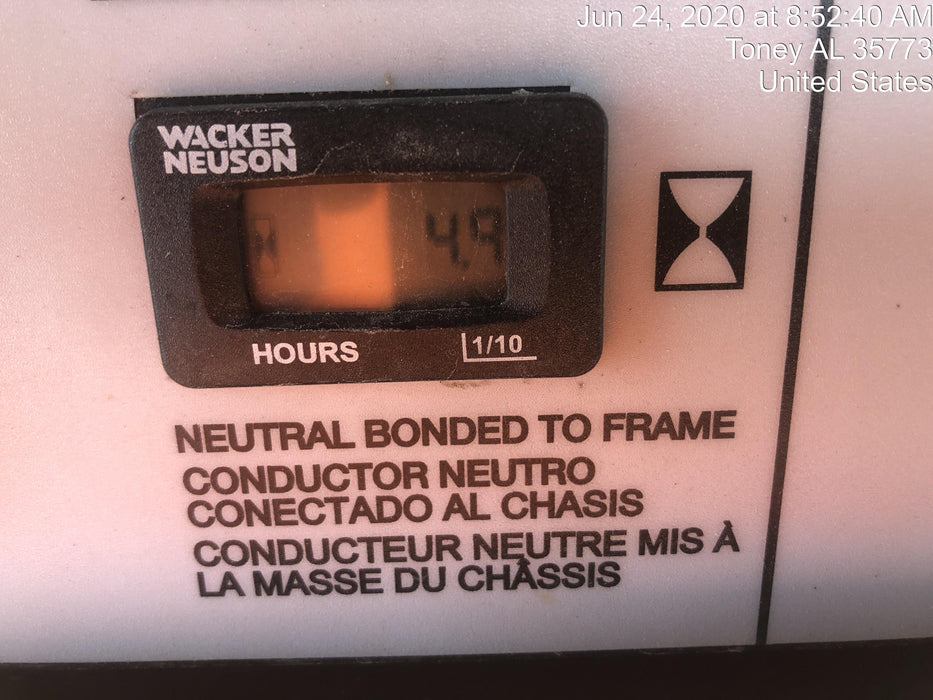 Jun 24, 2020 at 8:52:40 AM
Toney AL 35773
United States
WACKER
NEUSON
4.9
HOURS
1/10
NEUTRAL BONDED TO FRAME
CONDUCTOR NEUTRO
CONECTADO AL CHASIS
CONDUCTEUR NEUTRE MIS À
LA MASSE DU CHÂSSIS